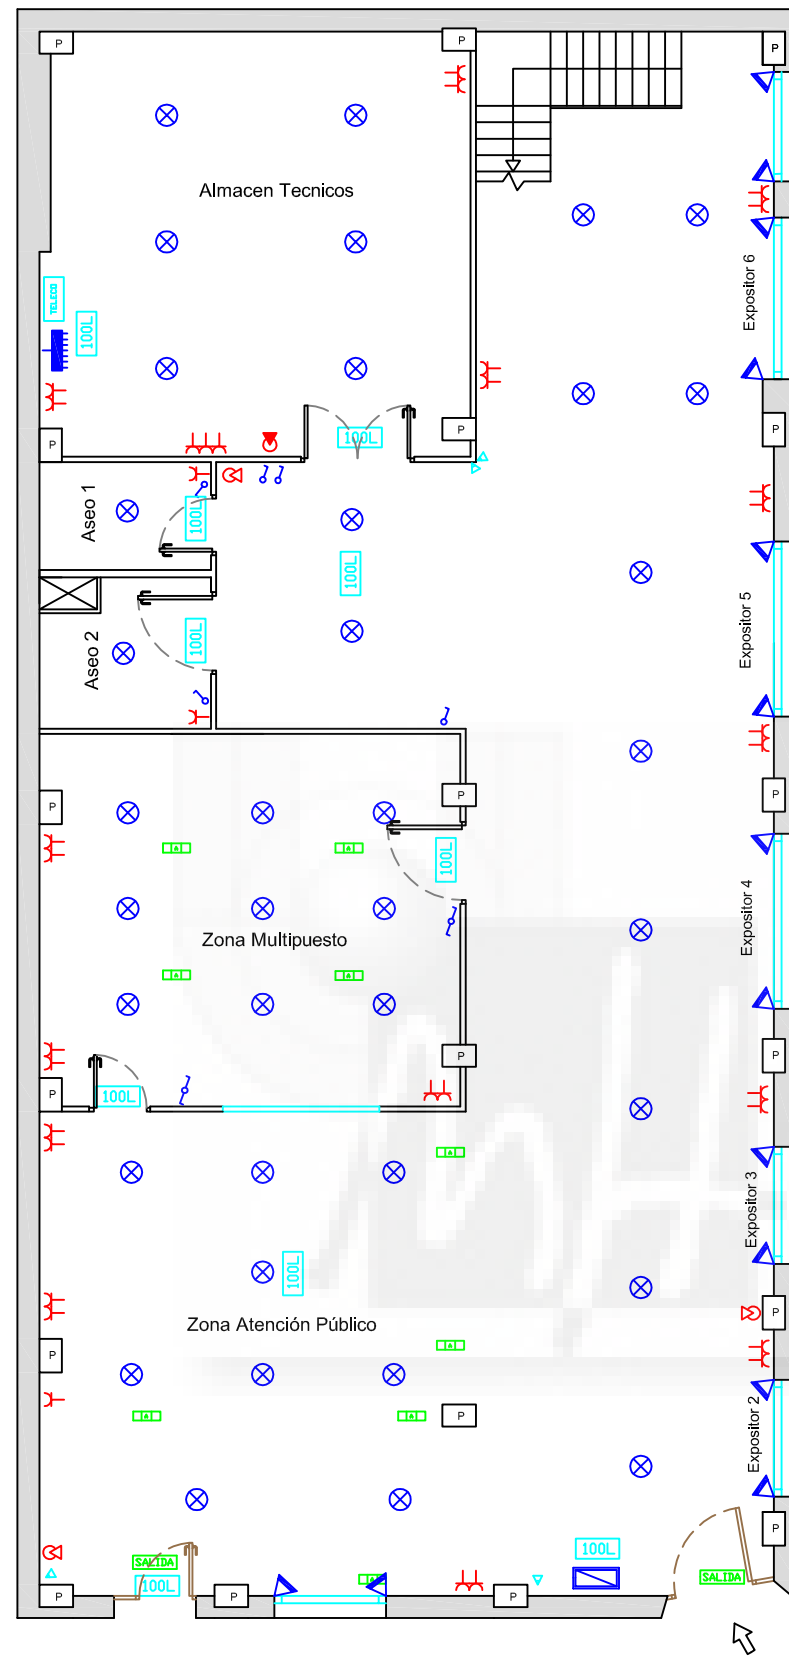 P
P
P
Almacen Tecnicos
TELECO
100L
Expositor 6
P
P
P
100L
Aseo 1
100L
100L
Expositor 5
Aseo 2
100L
P
P
P
100L
Expositor 4
Zona Multipuesto
P
P
P
100L
Expositor 3
100L
P
Zona Atención Público
P
Expositor 2
P
P
SALIDA
100L
100L
SALIDA
P
P
P